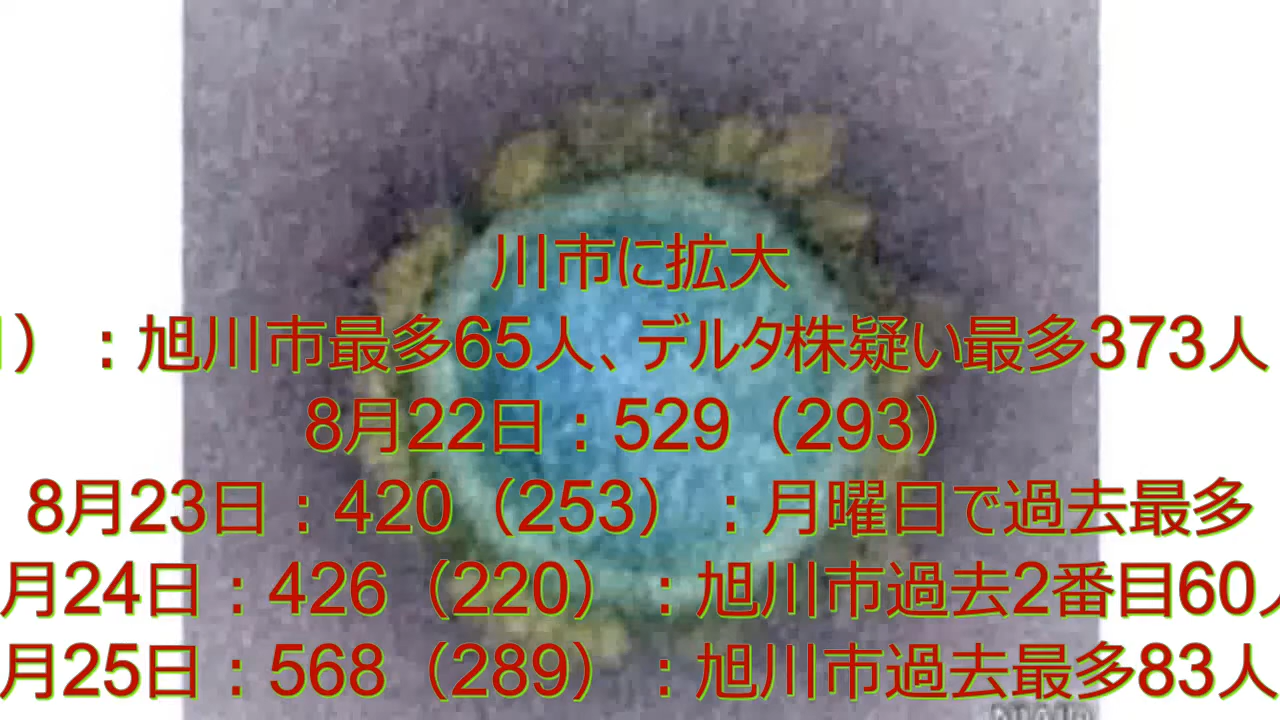 川市に拡大
）：旭川市最多65人、デルタ株疑い最多373人
8月22日：529（293）
8月23日：420（253）：月曜日で過去最多
月24日：426（220）：旭川市過去2番目60人
月25日：568（289）：旭川市過去最多83人